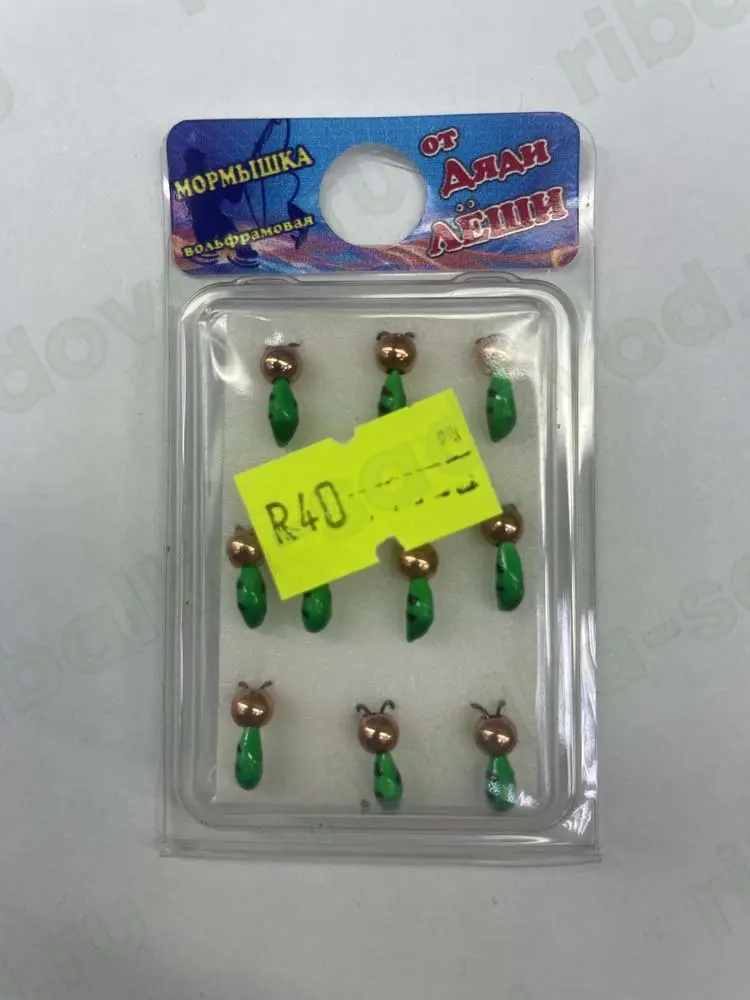 МОРМЫШКА
вольфрамовая
от
Дяди
Лёши
R40